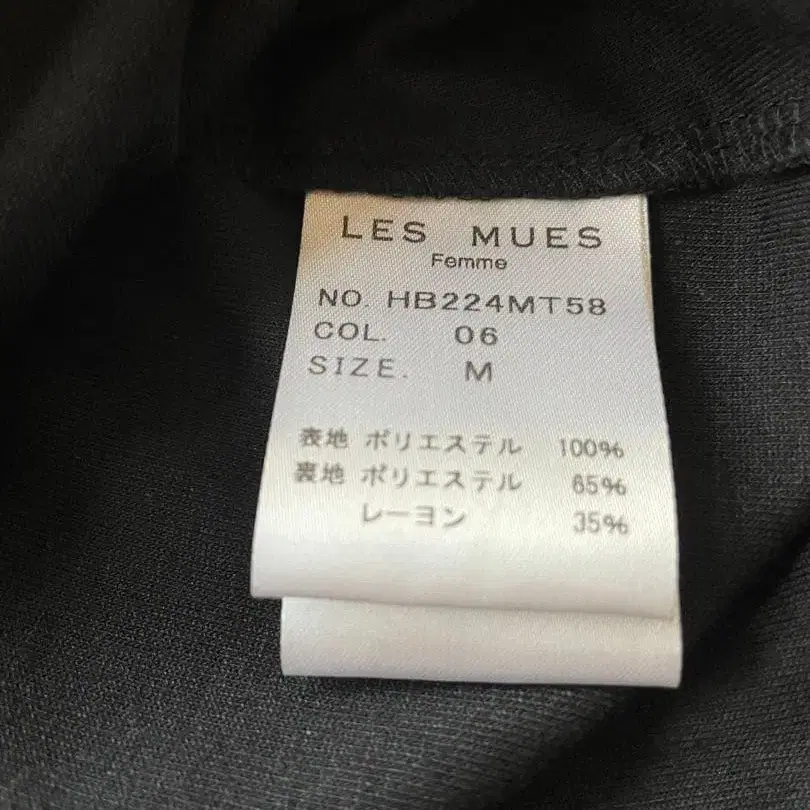 LES MUES
Femme
NO. HB224MT58
COL. 06
SIZE. M
表地 ポリエステル 100%
裏地 ポリエステル 65%
レーヨン 35%